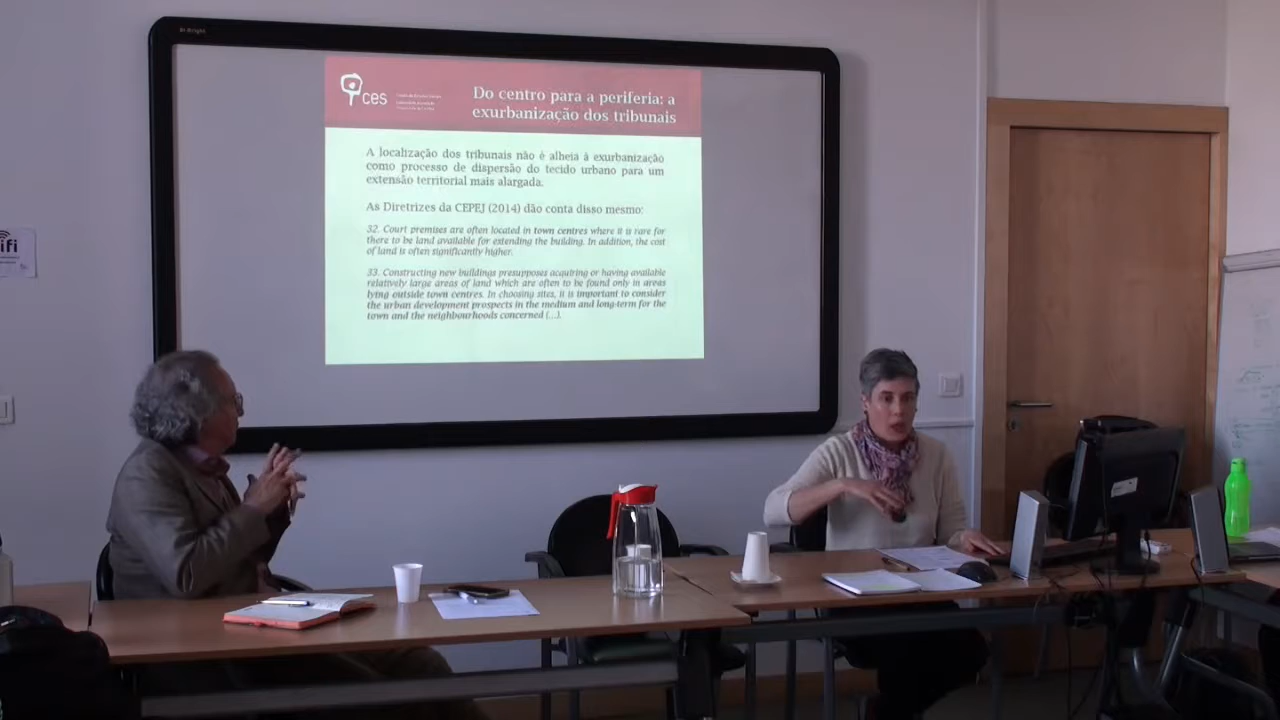 ces
Do centro para a periferia: a
exurbanização dos tribunais
A localização dos tribunais não é alheia à exurbanização
como processo de dispersão do tecido urbano para um
extensão territorial mais alargada.
As Diretrizes da CEPEJ (2014) dão conta disso mesmo:
32. Court premises are often located in town centres where it is rare for
there to be land available for extending the building. In addition, the cost
of land is often significantly higher.
33. Constructing new buildings presupposes acquiring or having available
relatively large areas of land which are often to be found only in areas
lying outside town centres. In choosing sites, it is important to consider
the urban development prospects in the medium and long-term for the
town and the neighbourhoods concerned (...).
ifi